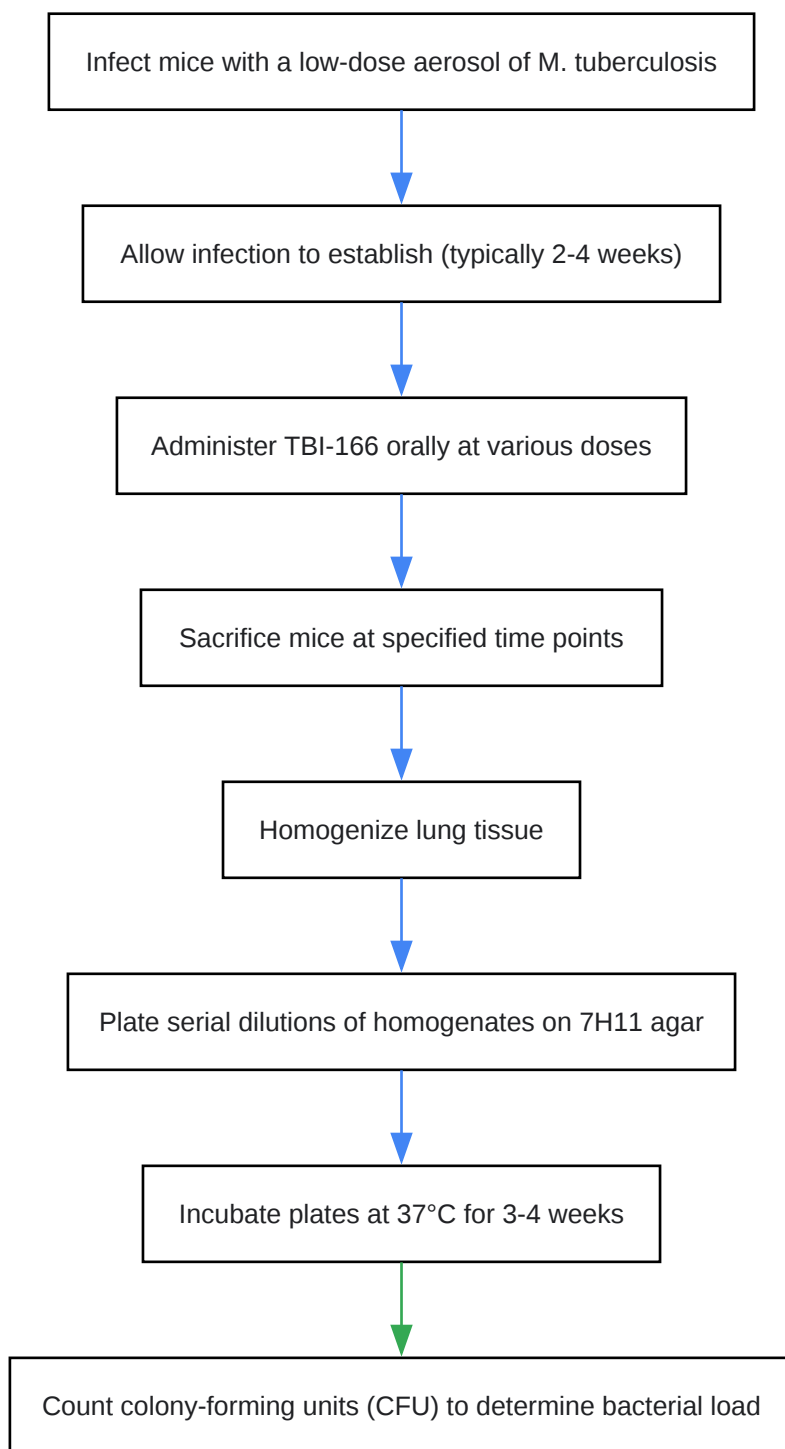 Infect mice with a low-dose aerosol of M. tuberculosis
Allow infection to establish (typically 2-4 weeks)
Administer TBI-166 orally at various doses
Sacrifice mice at specified time points
Homogenize lung tissue
Plate serial dilutions of homogenates on 7H11 agar
Incubate plates at 37°C for 3-4 weeks
Count colony-forming units (CFU) to determine bacterial load